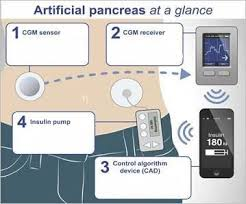 Artificial pancreas at a glance
1 CGM sensor
2 CGM receiver
4 Insulin pump
Insulin
180
3 Control algorithm
device (CAD)